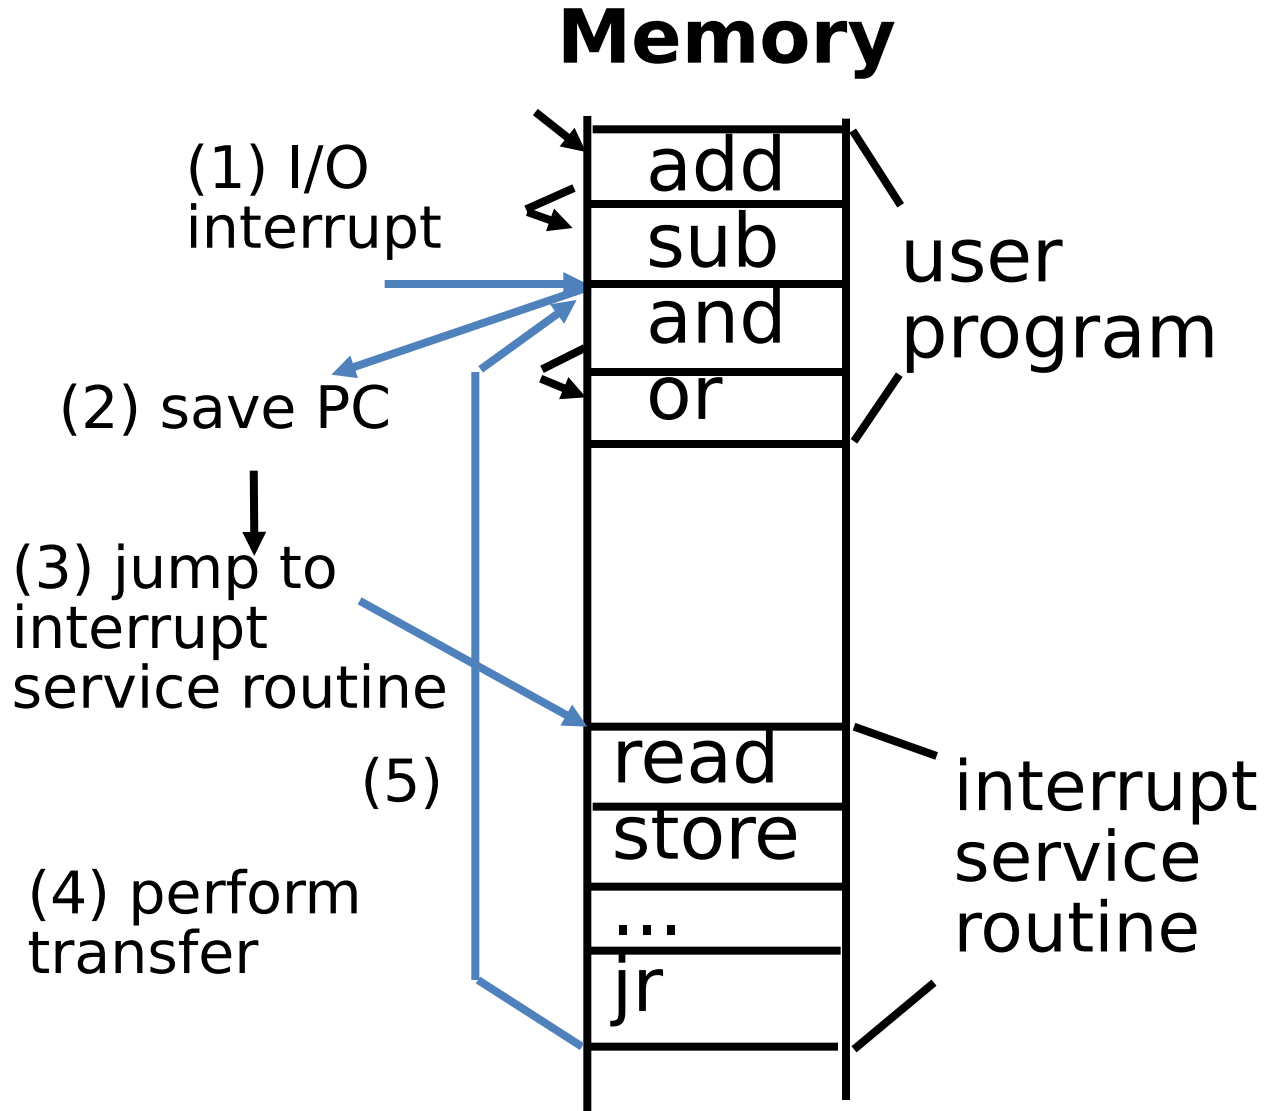 Memory
(1) I/O
interrupt
add
sub
and
or
user
program
(2) save PC
(3) jump to
interrupt
service routine
read
store
...
jr
(5)
(4) perform
transfer
interrupt
service
routine